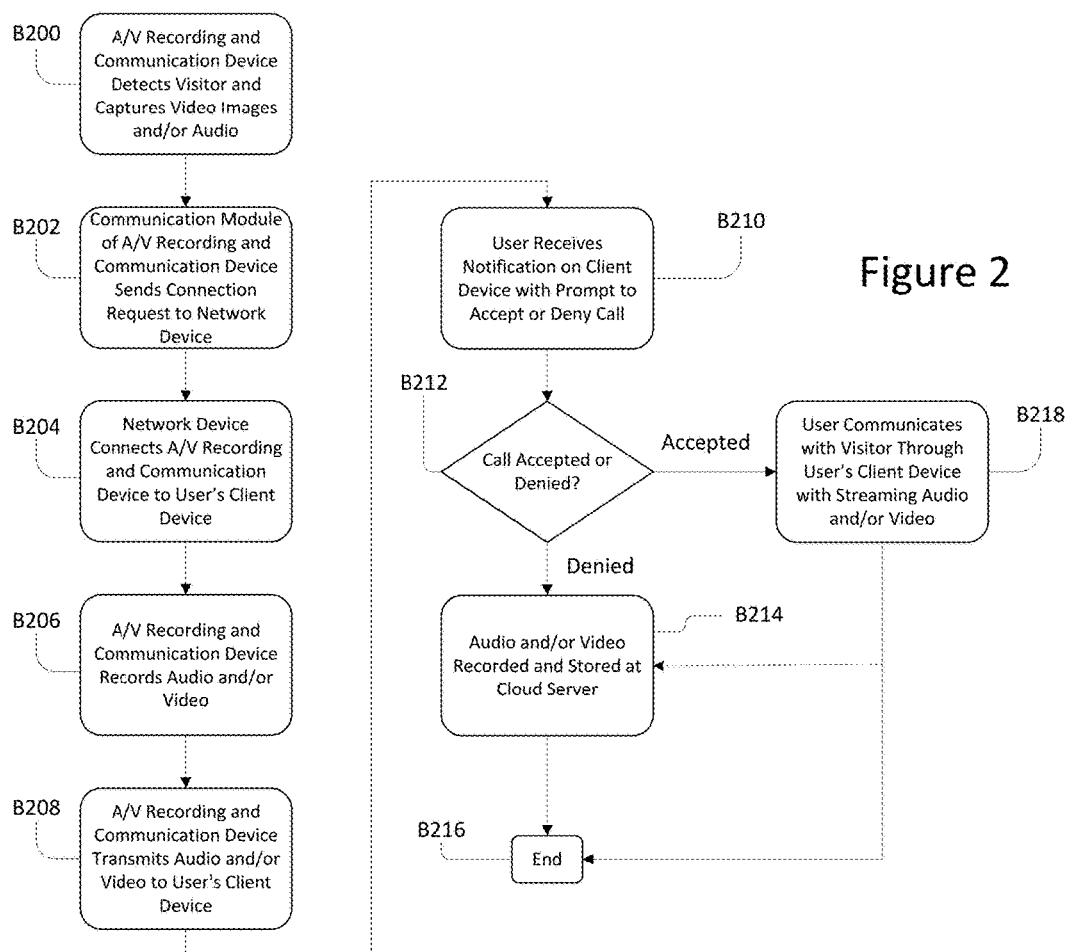 B200
A/V Recording and
Communication Device
Detects Visitor and
Captures Video Images
and/or Audio
B202
Communication Module
of A/V Recording and
Communication Device
Sends Connection
Request to Network
Device
B204
Network Device
Connects A/V Recording
and Communication
Device to User's Client
Device
B206
A/V Recording and
Communication Device
Records Audio and/or
Video
B208
A/V Recording and
Communication Device
Transmits Audio and/or
Video to User's Client
Device
B210
User Receives
Notification on Client
Device with Prompt to
Accept or Deny Call
Figure 2
B212
Call Accepted or
Denied?
Accepted
B218
User Communicates
with Visitor Through
User's Client Device
with Streaming Audio
and/or Video
Denied
B214
Audio and/or Video
Recorded and Stored at
Cloud Server
B216
End